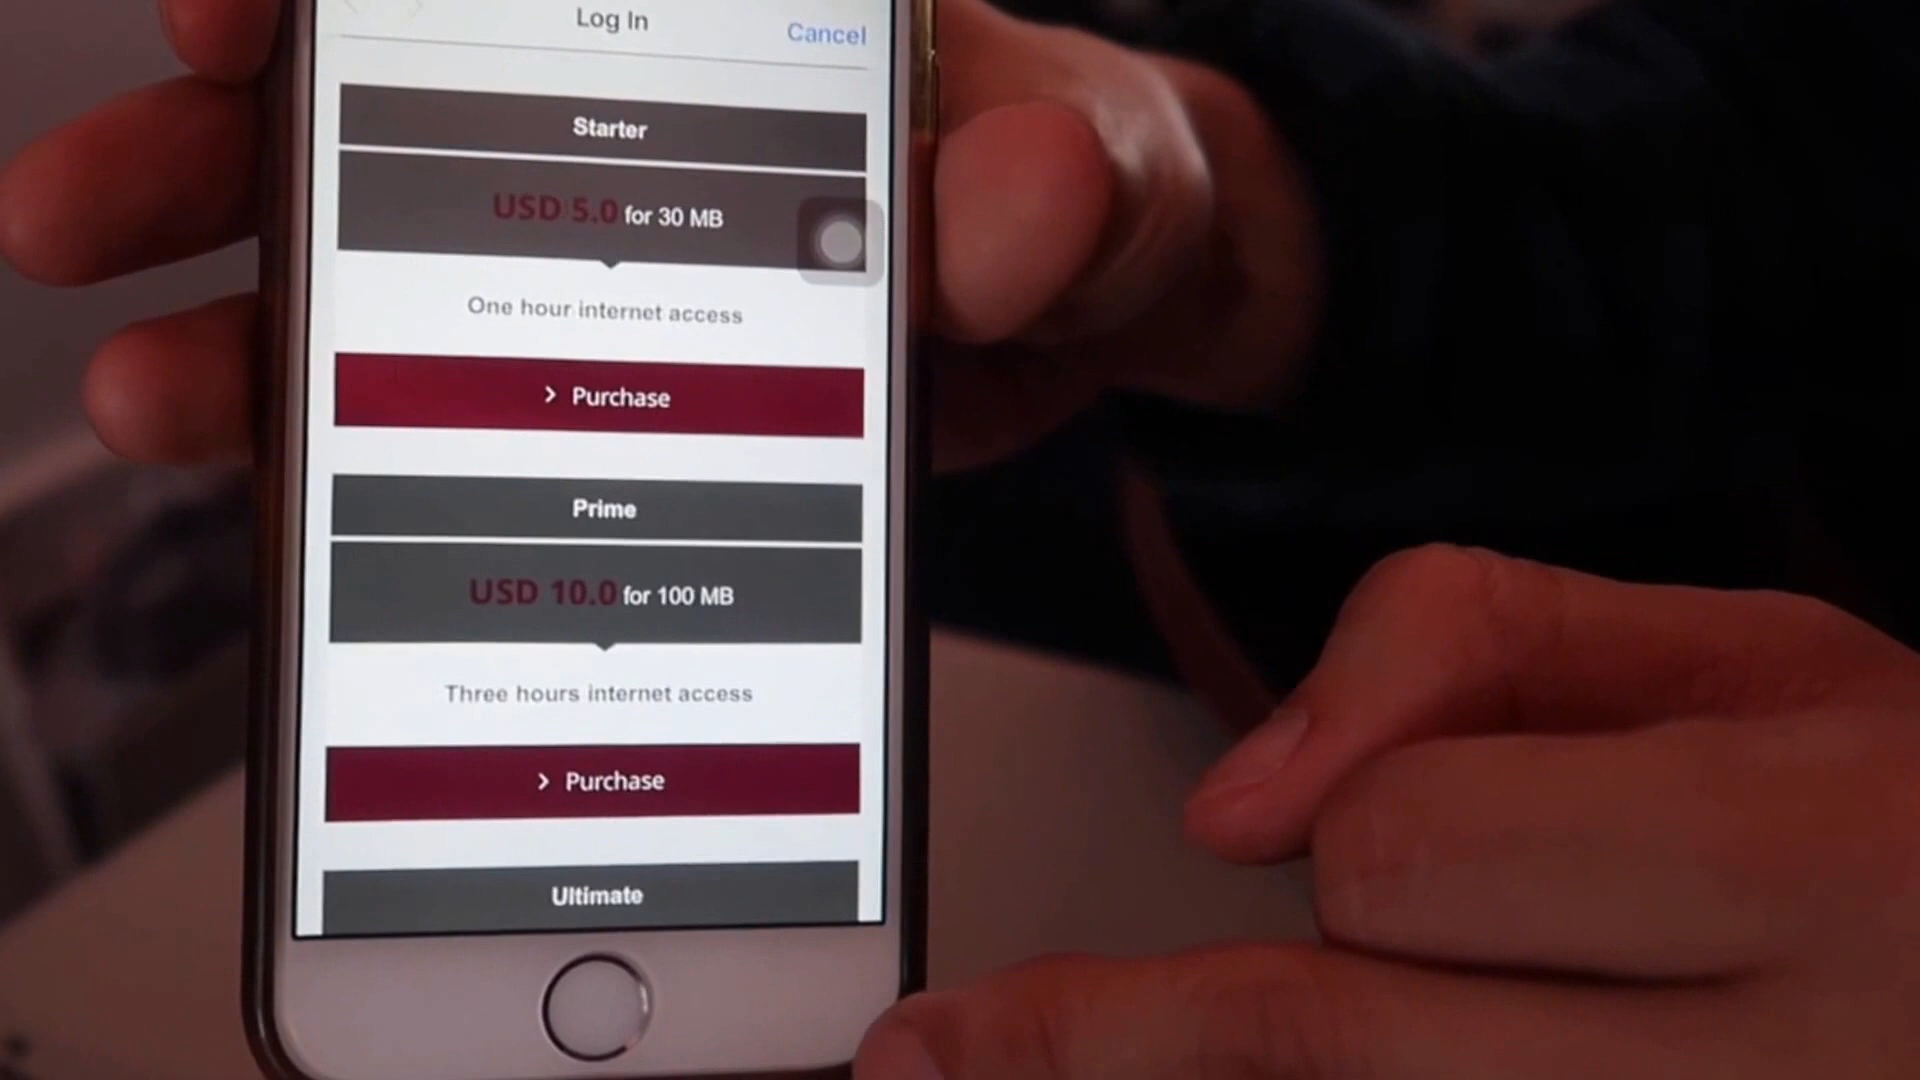 Log In
Cancel
Starter
USD 5.0 for 30 MB
One hour internet access
Purchase
Prime
USD 10.0 for 100 MB
Three hours internet access
Purchase
Ultimate